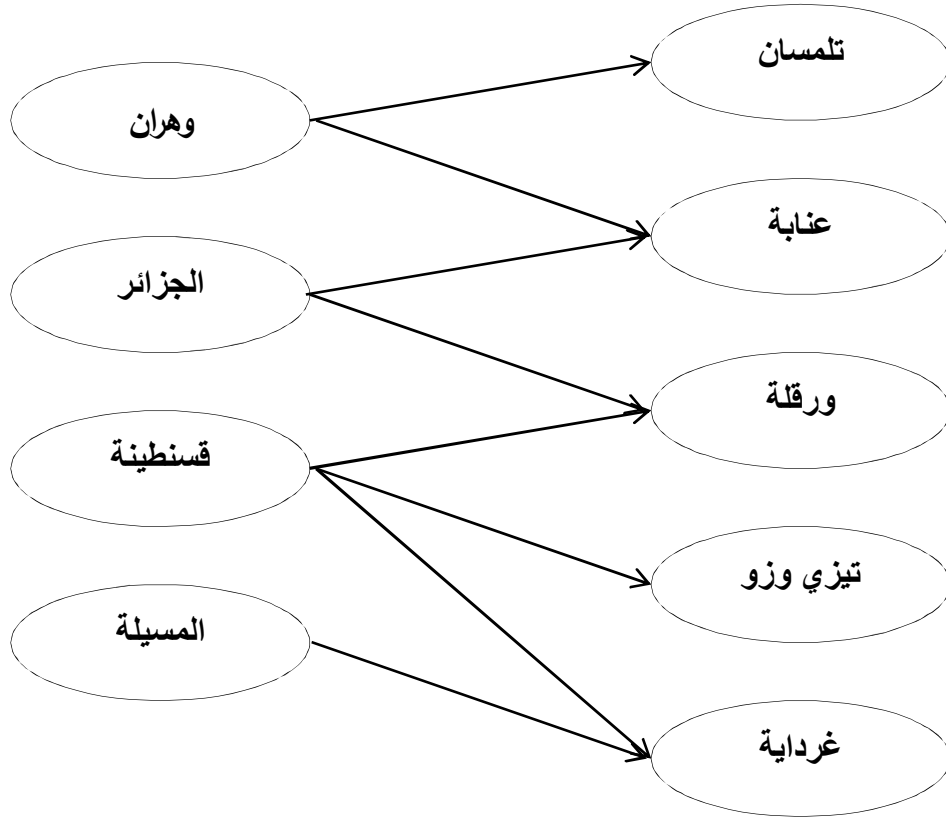 تلمسان
وهران
عنابة
الجزائر
ورقلة
قسنطينة
تيزي وزو
المسيلة
غرداية